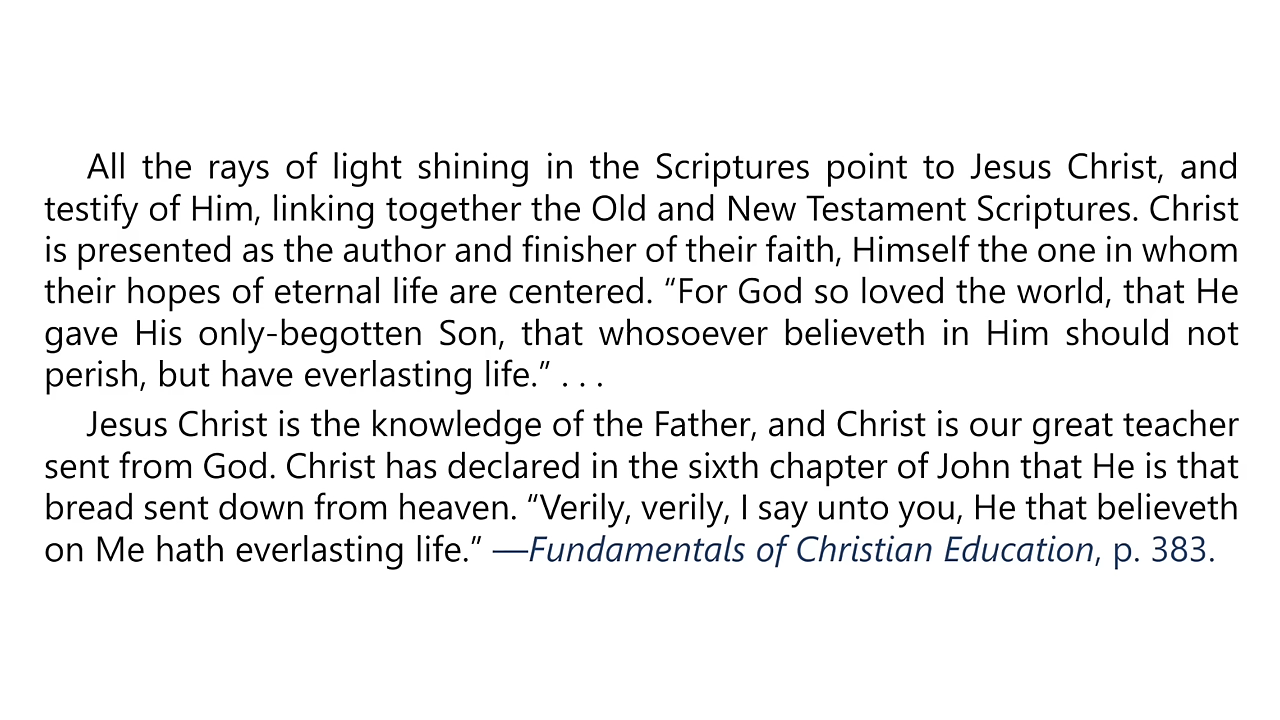 All the rays of light shining in the Scriptures point to Jesus Christ, and
testify of Him, linking together the Old and New Testament Scriptures. Christ
is presented as the author and finisher of their faith, Himself the one in whom
their hopes of eternal life are centered. “For God so loved the world, that He
gave His only-begotten Son, that whosoever believeth in Him should not
perish, but have everlasting life.” . . .
Jesus Christ is the knowledge of the Father, and Christ is our great teacher
sent from God. Christ has declared in the sixth chapter of John that He is that
bread sent down from heaven. “Verily, verily, I say unto you, He that believeth
on Me hath everlasting life.” —Fundamentals of Christian Education, p. 383.